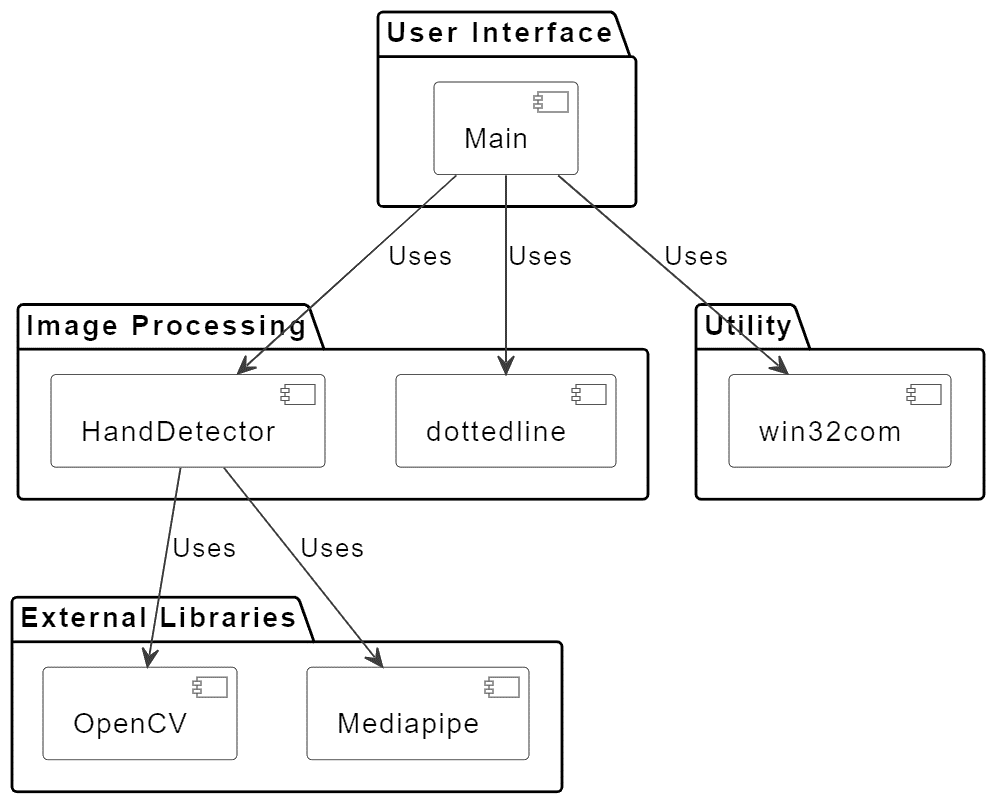 User Interface
Main
Uses
Uses
Uses
Image Processing
Utility
HandDetector
dottedline
win32com
Uses
Uses
External Libraries
OpenCV
Mediapipe